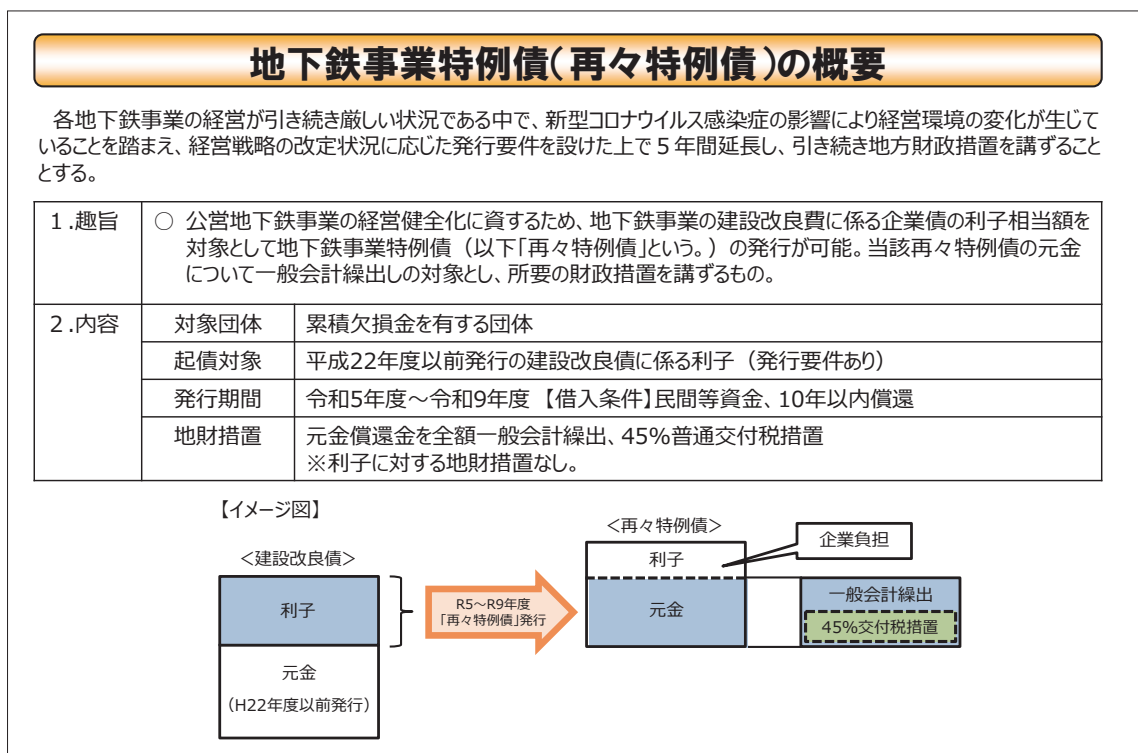 地下鉄事業特例債(再々特例債)の概要
各地下鉄事業の経営が引き続き厳しい状況である中で、新型コロナウイルス感染症の影響により経営環境の変化が生じて
いることを踏まえ、経営戦略の改定状況に応じた発行要件を設けた上で５年間延長し、引き続き地方財政措置を講ずること
とする。
１.趣旨
○ 公営地下鉄事業の経営健全化に資するため、地下鉄事業の建設改良費に係る企業債の利子相当額を
対象として地下鉄事業特例債（以下「再々特例債」という。）の発行が可能。当該再々特例債の元金
について一般会計繰出しの対象とし、所要の財政措置を講ずるもの。
２.内容
対象団体
累積欠損金を有する団体
起債対象
平成22年度以前発行の建設改良債に係る利子（発行要件あり）
発行期間
令和5年度～令和9年度 【借入条件】民間等資金、10年以内償還
地財措置
元金償還金を全額一般会計繰出、45%普通交付税措置
※利子に対する地財措置なし。
【イメージ図】
＜建設改良債＞
利子
元金
（H22年度以前発行）
R5～R9年度
「再々特例債」発行
＜再々特例債＞
利子
元金
企業負担
一般会計繰出
45%交付税措置